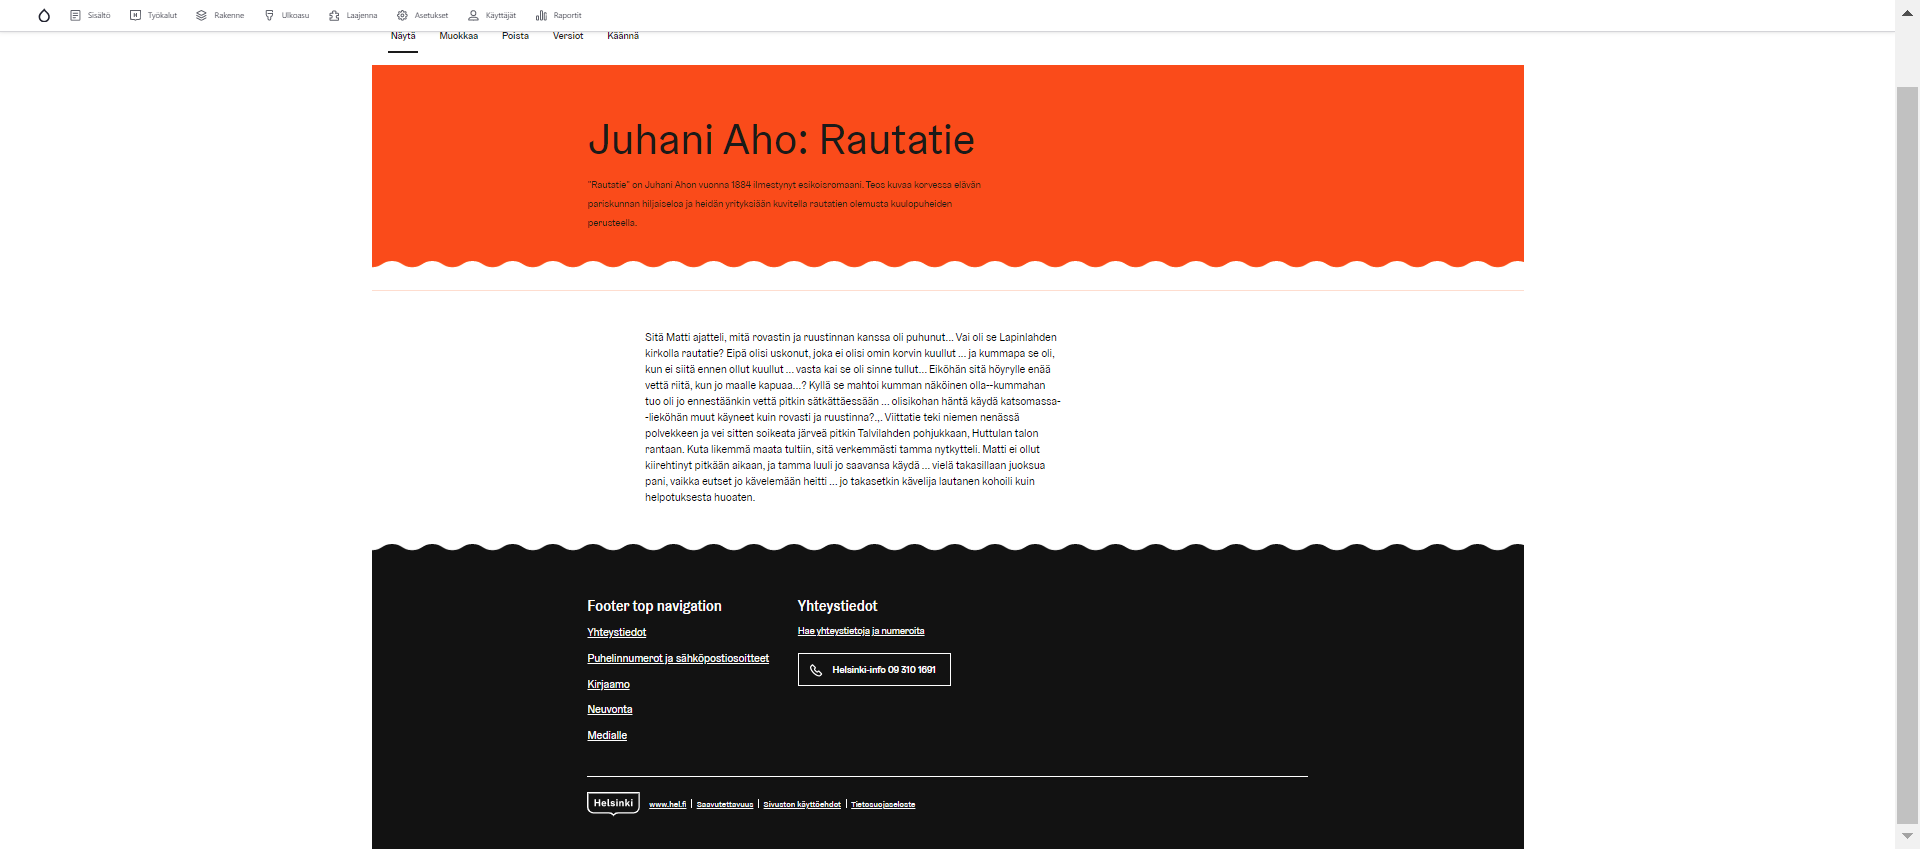 Sisältö Työkalut Rakenne Ulkoasu Laajenna Asetukset Käyttäjät Raportit
Näytä Muokkaa Poista Versiot Käännä
Juhani Aho: Rautatie
"Rautatie" on Juhani Ahon vuonna 1884 ilmestynyt esikoisromaani. Teos kuvaa korvessa elävän
pariskunnan hiljaiseloa ja heidän yrityksiään kuvitella rautatien olemusta kuulopuheiden
perusteella.
Sitä Matti ajatteli, mitä rovastin ja ruustinnan kanssa oli puhunut... Vai oli se Lapinlahden
kirkolla rautatie? Eipä olisi uskonut, joka ei olisi omin korvin kuullut ... ja kummapa se oli,
kun ei siitä ennen ollut kuullut ... vasta kai se oli sinne tullut... Eiköhän sitä höyrylle enää
vettä riitä, kun jo maalle kapuaa...? Kyllä se mahtoi kumman näköinen olla--kummahan
tuo oli jo ennestäänkin vettä pitkin sätkättäessään ... olisikohan häntä käydä katsomassa-
-lieköhän muut käyneet kuin rovasti ja ruustinna?... Viittatie teki niemen nenässä
polvekkeen ja vei sitten soikeata järveä pitkin Talvilahden pohjukkaan, Huttulan talon
rantaan. Kuta likemmä maata tultiin, sitä verkemmästi tamma nytkytteli. Matti ei ollut
kiirehtinyt pitkään aikaan, ja tamma luuli jo saavansa käydä ... vielä takasillaan juoksua
pani, vaikka eutset jo kävelemään heitti ... jo takasetkin kävelija lautanen kohoili kuin
helpotuksesta huoaten.
Footer top navigation
Yhteystiedot
Puhelinnumerot ja sähköpostiosoitteet
Kirjaamo
Neuvonta
Medialle
Yhteystiedot
Hae yhteystietoja ja numeroita
Helsinki-info 09 310 1691
Helsinki www.hel.fi | Saavutettavuus | Sivuston käyttöehdot | Tietosuojaseloste